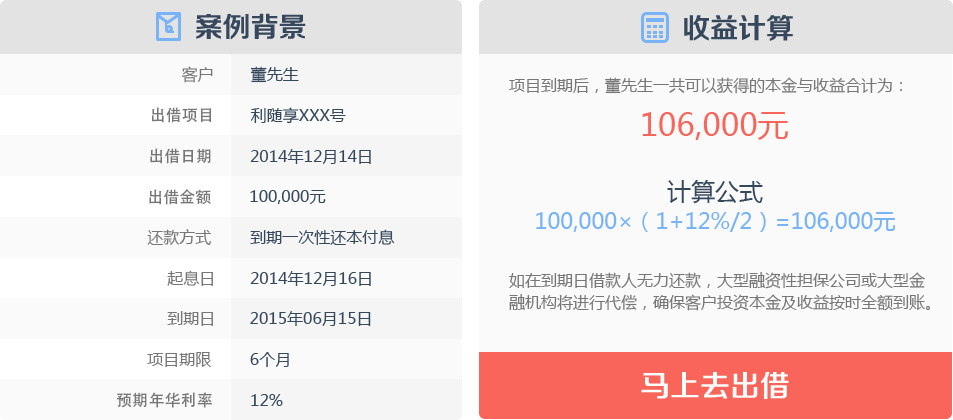 案例背景
客户 董先生
出借项目 利随享XXX号
出借日期 2014年12月14日
出借金额 100,000元
还款方式 到期一次性还本付息
起息日 2014年12月16日
到期日 2015年06月15日
项目期限 6个月
预期年华利率 12%
收益计算
项目到期后，董先生一共可以获得的本金与收益合计为：
106,000元
计算公式
100,000×（1+12%/2）=106,000元
如在到期日借款人无力还款，大型融资性担保公司或大型金
融机构将进行代偿，确保客户投资本金及收益按时全额到账。
马上去出借